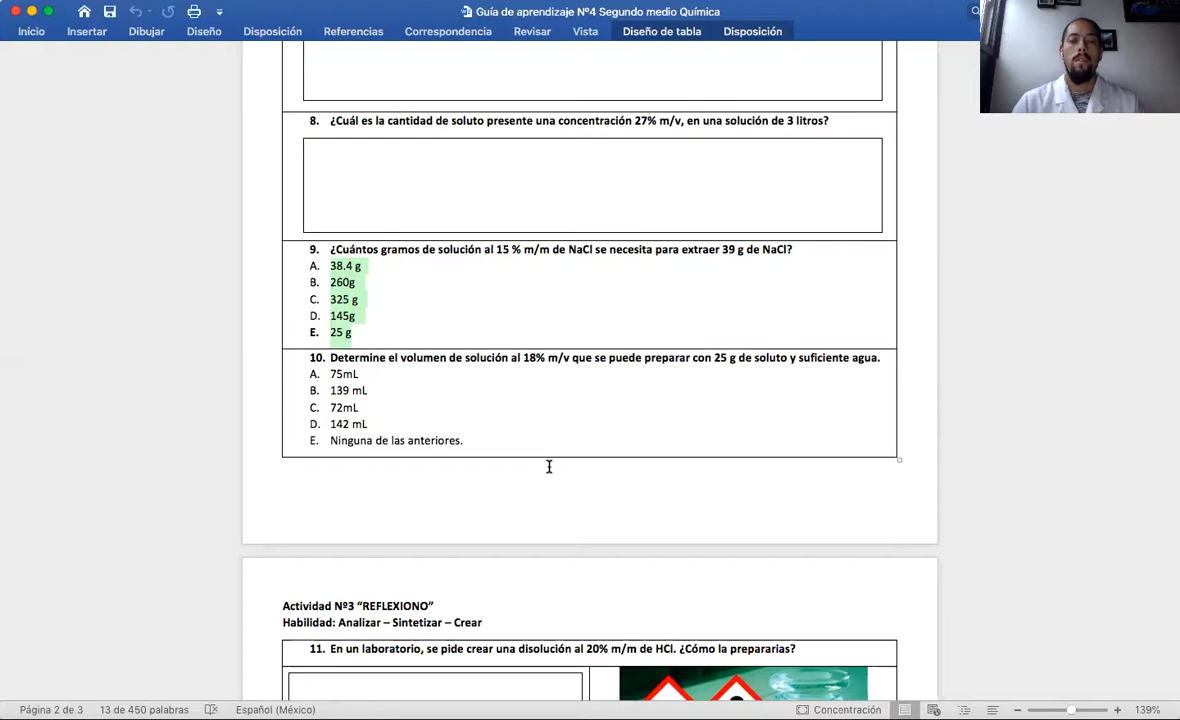 Guía de aprendizaje Nº4 Segundo medio Química
Inicio Insertar Dibujar Diseño Disposición Referencias Correspondencia Revisar Vista Diseño de tabla Disposición
8. ¿Cuál es la cantidad de soluto presente una concentración 27% m/v, en una solución de 3 litros?
9. ¿Cuántos gramos de solución al 15 % m/m de NaCl se necesita para extraer 39 g de NaCl?
A. 38.4 g
B. 260g
C. 325 g
D. 145g
E. 25 g
10. Determine el volumen de solución al 18% m/v que se puede preparar con 25 g de soluto y suficiente agua.
A. 75mL
B. 139 mL
C. 72mL
D. 142 mL
E. Ninguna de las anteriores.
Actividad Nº3 “REFLEXIONO”
Habilidad: Analizar – Sintetizar – Crear
11. En un laboratorio, se pide crear una disolución al 20% m/m de HCl. ¿Cómo la prepararias?
Página 2 de 3 13 de 450 palabras Español (México) Concentración 139%